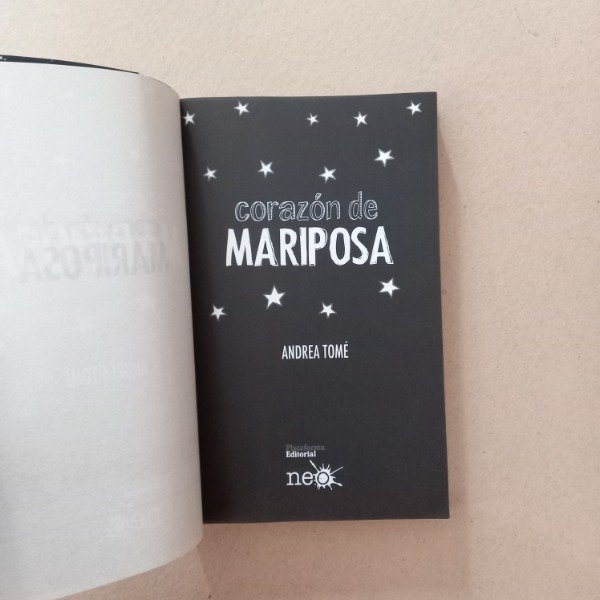 corazón de
MARIPOSA
ANDREA TOMÉ
Plataforma
Editorial
neo